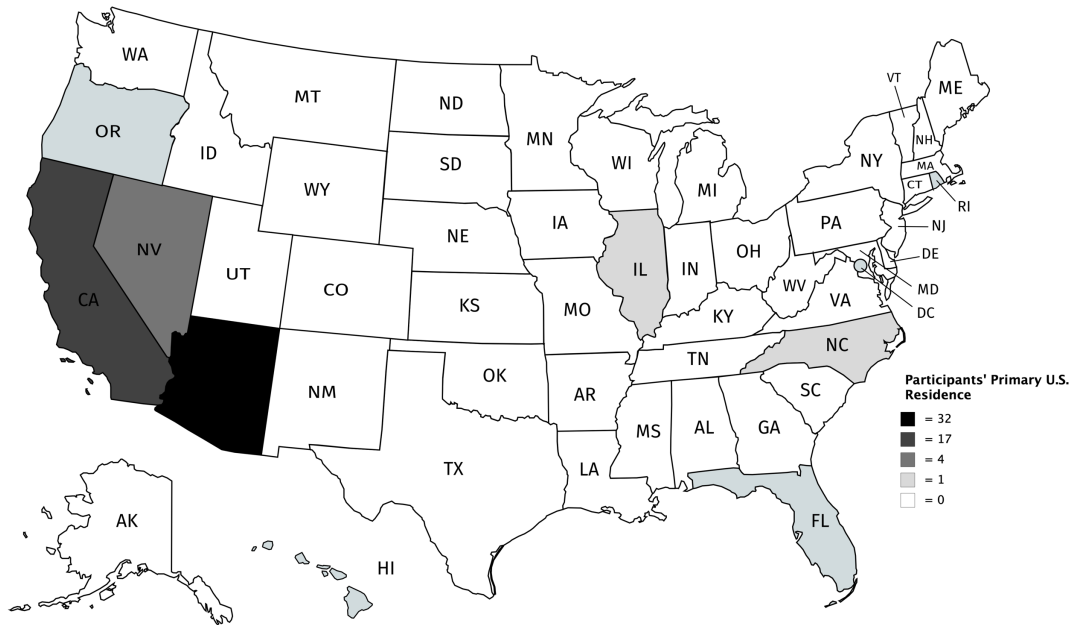 WA
OR
CA
NV
ID
MT
WY
UT
CO
NM
ND
SD
NE
KS
OK
TX
MN
IA
MO
AR
LA
WI
IL
MI
IN
OH
KY
TN
MS
AL
GA
FL
SC
NC
VA
WV
PA
NY
VT
NH
ME
MA
CT
RI
NJ
DE
MD
DC
AK
HI
Participants' Primary U.S.
Residence
= 32
= 17
= 4
= 1
= 0